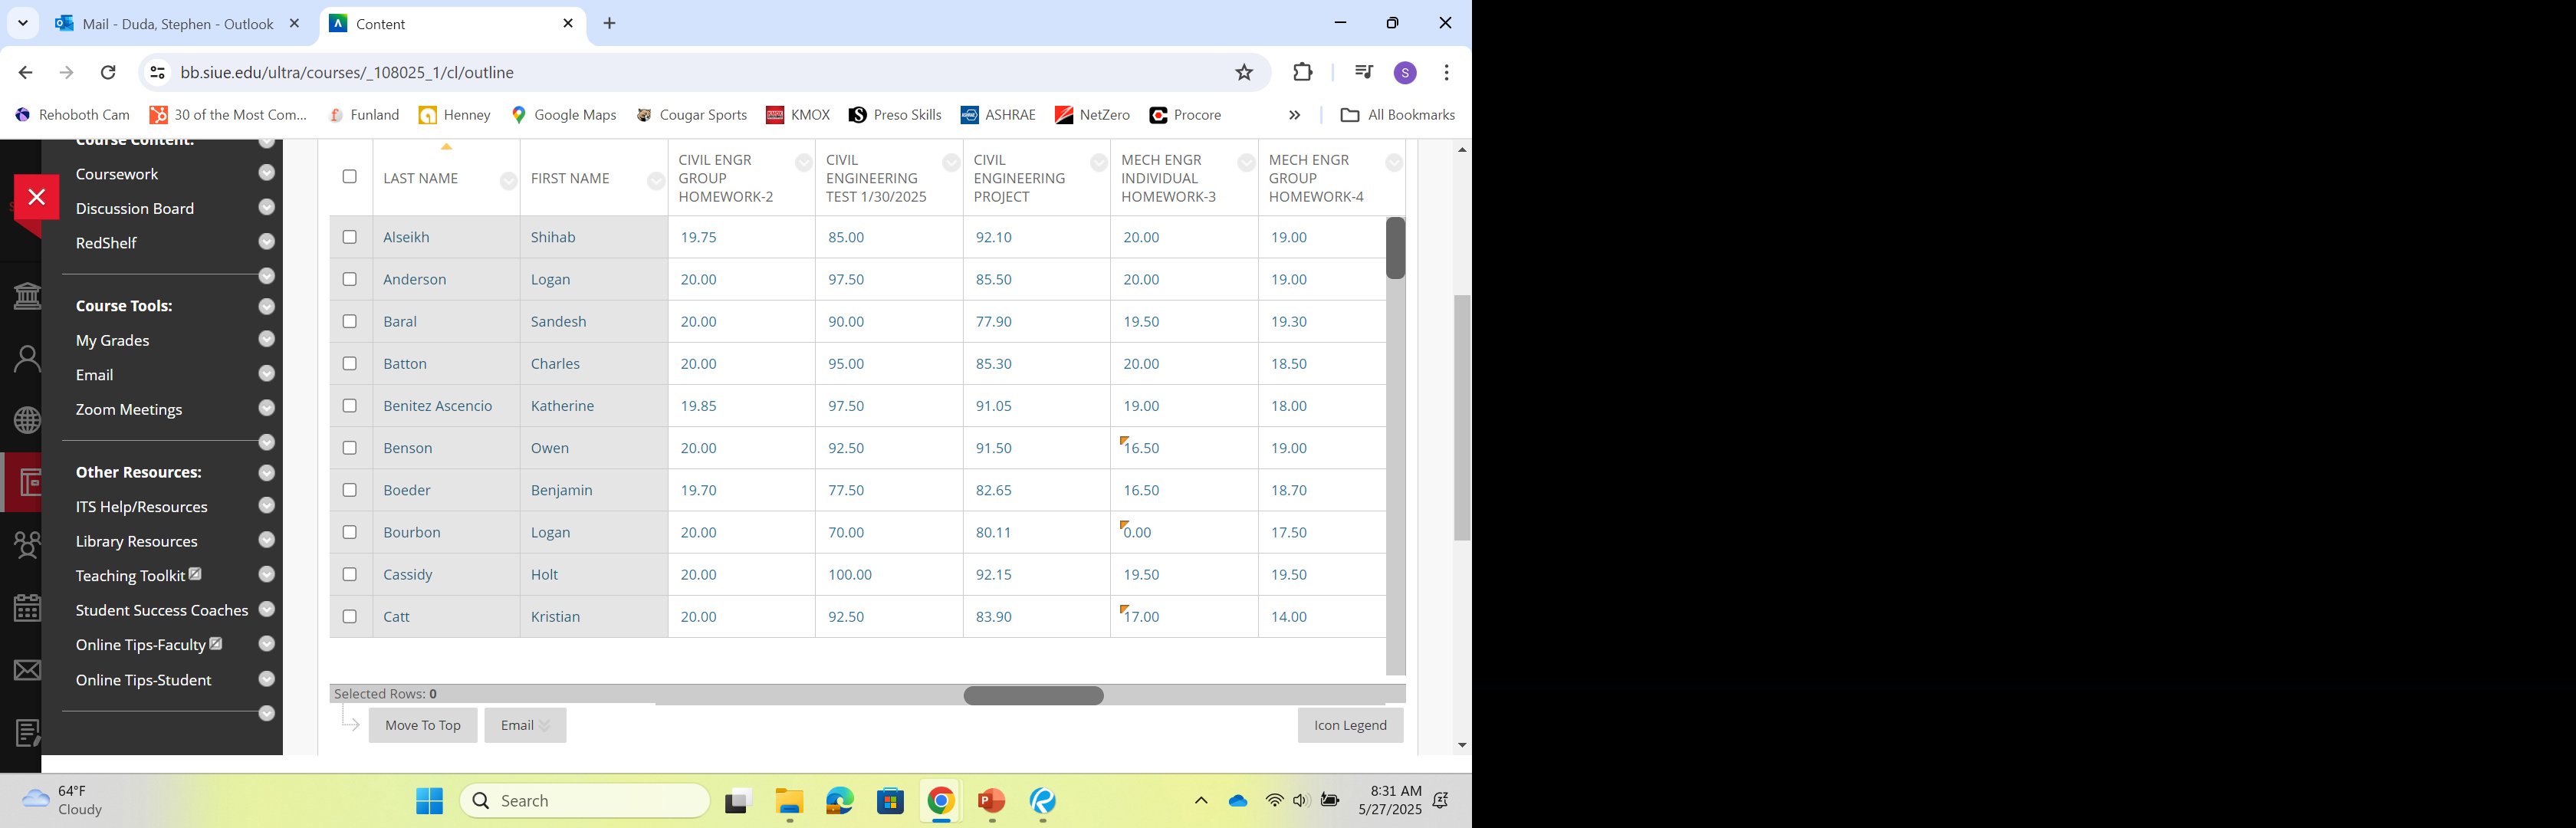 Mail - Duda, Stephen - Outlook
Content
bb.siue.edu/ultra/courses/_108025_1/cl/outline
S
Rehoboth Cam 30 of the Most Com... Funland Henney Google Maps Cougar Sports KMOX Preso Skills ASHRAE NetZero Procore » All Bookmarks
Course Content:
Coursework
Discussion Board
RedShelf
Course Tools:
My Grades
Email
Zoom Meetings
Other Resources:
ITS Help/Resources
Library Resources
Teaching Toolkit
Student Success Coaches
Online Tips-Faculty
Online Tips-Student
LAST NAME
FIRST NAME
CIVIL ENGR
GROUP
HOMEWORK-2
CIVIL
ENGINEERING
TEST 1/30/2025
CIVIL
ENGINEERING
PROJECT
MECH ENGR
INDIVIDUAL
HOMEWORK-3
MECH ENGR
GROUP
HOMEWORK-4
Alseikh Shihab 19.75 85.00 92.10 20.00 19.00
Anderson Logan 20.00 97.50 85.50 20.00 19.00
Baral Sandesh 20.00 90.00 77.90 19.50 19.30
Batton Charles 20.00 95.00 85.30 20.00 18.50
Benitez Ascencio Katherine 19.85 97.50 91.05 19.00 18.00
Benson Owen 20.00 92.50 91.50 16.50 19.00
Boeder Benjamin 19.70 77.50 82.65 16.50 18.70
Bourbon Logan 20.00 70.00 80.11 0.00 17.50
Cassidy Holt 20.00 100.00 92.15 19.50 19.50
Catt Kristian 20.00 92.50 83.90 17.00 14.00
Selected Rows: 0
Move To Top Email Icon Legend
64°F
Cloudy
Search
8:31 AM
5/27/2025